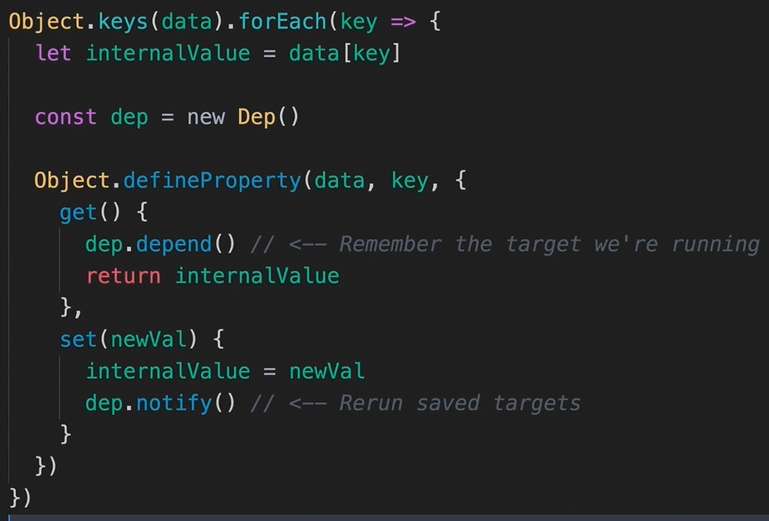 Object.keys(data).forEach(key => {
  let internalValue = data[key]

  const dep = new Dep()

  Object.defineProperty(data, key, {
    get() {
      dep.depend() // <-- Remember the target we're running
      return internalValue
    },
    set(newVal) {
      internalValue = newVal
      dep.notify() // <-- Rerun saved targets
    }
  })
})